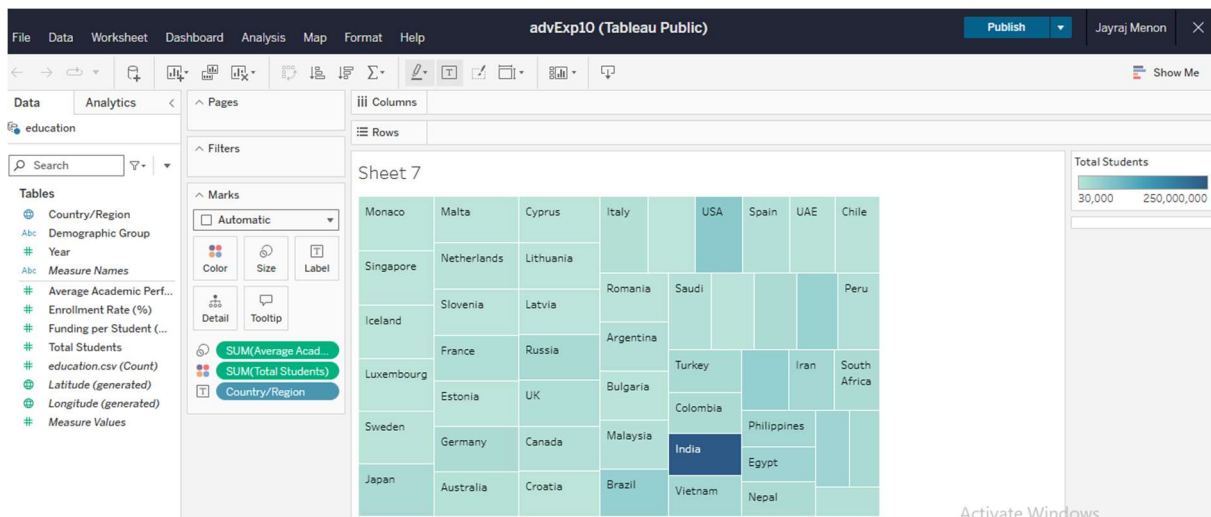 advExp10 (Tableau Public)
Publish
Jayraj Menon
File Data Worksheet Dashboard Analysis Map Format Help
Show Me
Data Analytics
education
Search
Tables
Country/Region
Abc Demographic Group
# Year
Abc Measure Names
# Average Academic Perf...
# Enrollment Rate (%)
# Funding per Student (...
# Total Students
# education.csv (Count)
Latitude (generated)
Longitude (generated)
# Measure Values
Pages
Filters
Marks
Automatic
Color Size Label
Detail Tooltip
SUM(Average Acad...
SUM(Total Students)
Country/Region
Columns
Rows
Sheet 7
Monaco
Singapore
Iceland
Luxembourg
Sweden
Japan
Malta
Netherlands
Slovenia
France
Estonia
Germany
Australia
Cyprus
Lithuania
Latvia
Russia
UK
Canada
Croatia
Italy
Romania
Argentina
Bulgaria
Malaysia
Brazil
USA
Spain
UAE
Chile
Saudi
Peru
Turkey
Colombia
India
Vietnam
Iran
South
Africa
Philippines
Egypt
Nepal
Total Students
30,000 250,000,000
Activate Windows